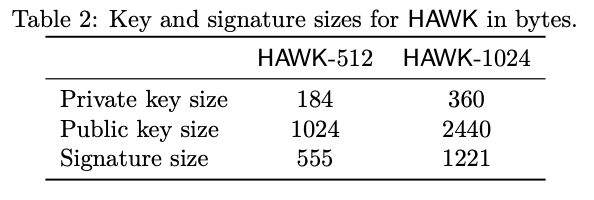 Table 2: Key and signature sizes for HAWK in bytes.
HAWK-512 HAWK-1024
Private key size 184 360
Public key size 1024 2440
Signature size 555 1221